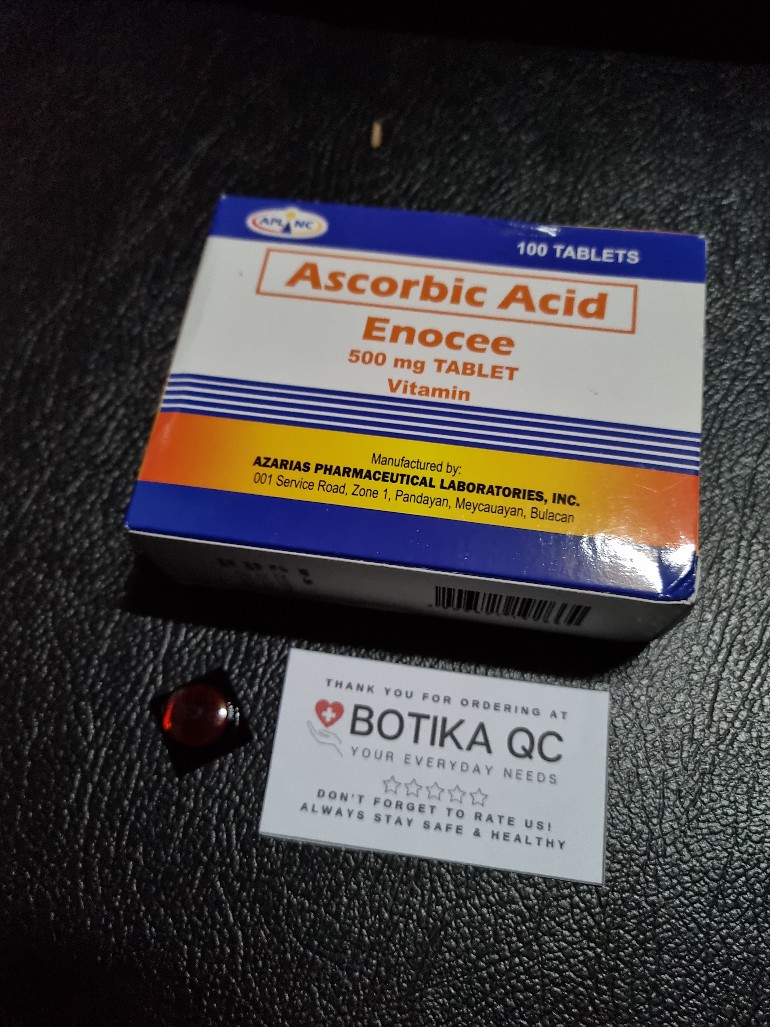 APL INC
100 TABLETS
Ascorbic Acid
Enocee
500 mg TABLET
Vitamin
Manufactured by:
AZARIAS PHARMACEUTICAL LABORATORIES, INC.
001 Service Road, Zone 1, Pandayan, Meycauayan, Bulacan
THANK YOU FOR ORDERING AT
BOTIKA QC
YOUR EVERYDAY NEEDS
DON'T FORGET TO RATE US!
ALWAYS STAY SAFE & HEALTHY